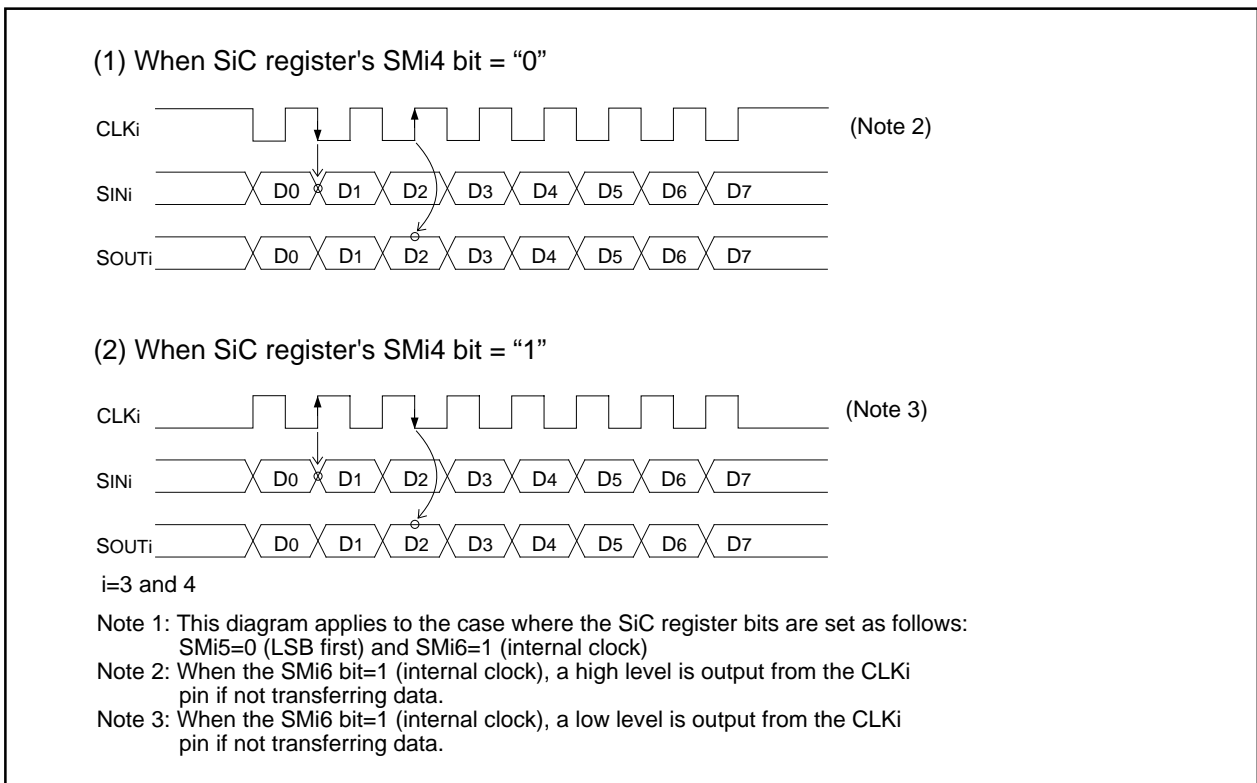 (1) When SiC register's SMi4 bit = “0”
CLKi
(Note 2)
SINi
D0 D1 D2 D3 D4 D5 D6 D7
SOUTi
D0 D1 D2 D3 D4 D5 D6 D7
(2) When SiC register's SMi4 bit = “1”
CLKi
(Note 3)
SINi
D0 D1 D2 D3 D4 D5 D6 D7
SOUTi
D0 D1 D2 D3 D4 D5 D6 D7
i=3 and 4
Note 1: This diagram applies to the case where the SiC register bits are set as follows:
SMi5=0 (LSB first) and SMi6=1 (internal clock)
Note 2: When the SMi6 bit=1 (internal clock), a high level is output from the CLKi
pin if not transferring data.
Note 3: When the SMi6 bit=1 (internal clock), a low level is output from the CLKi
pin if not transferring data.